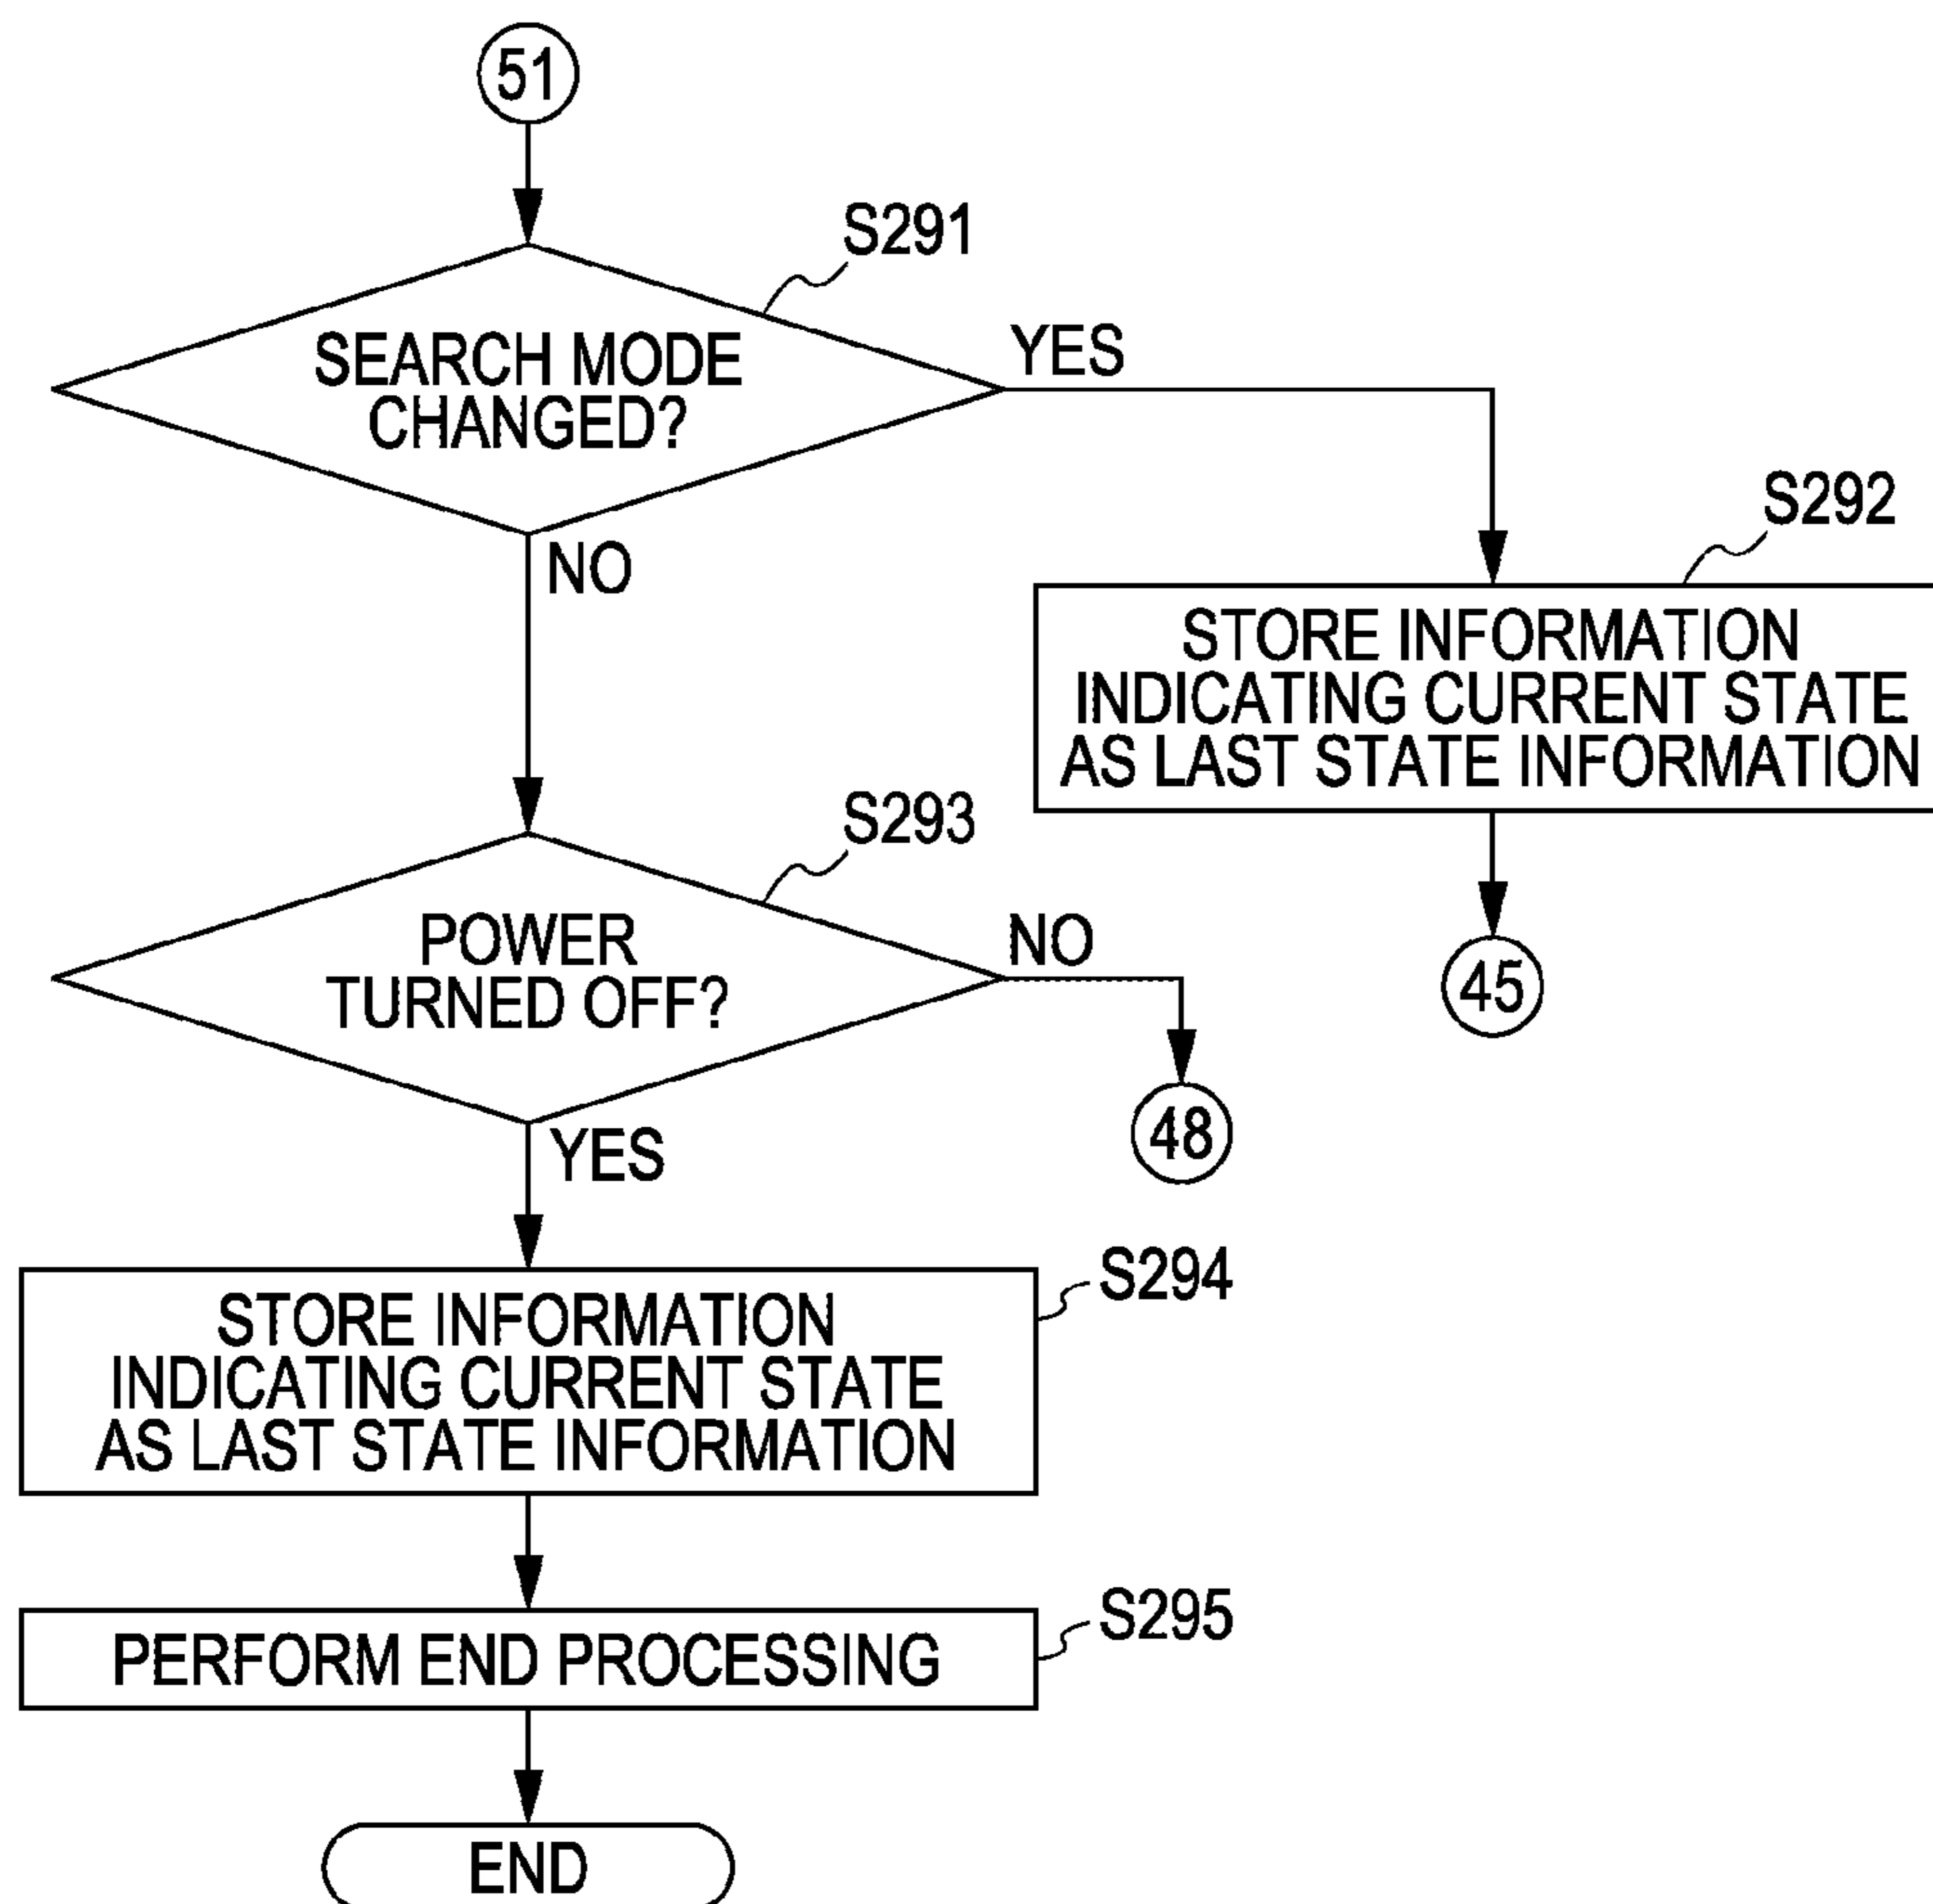 51
S291
SEARCH MODE
CHANGED?
YES
NO
S292
STORE INFORMATION
INDICATING CURRENT STATE
AS LAST STATE INFORMATION
45
S293
POWER
TURNED OFF?
NO
48
YES
S294
STORE INFORMATION
INDICATING CURRENT STATE
AS LAST STATE INFORMATION
S295
PERFORM END PROCESSING
END